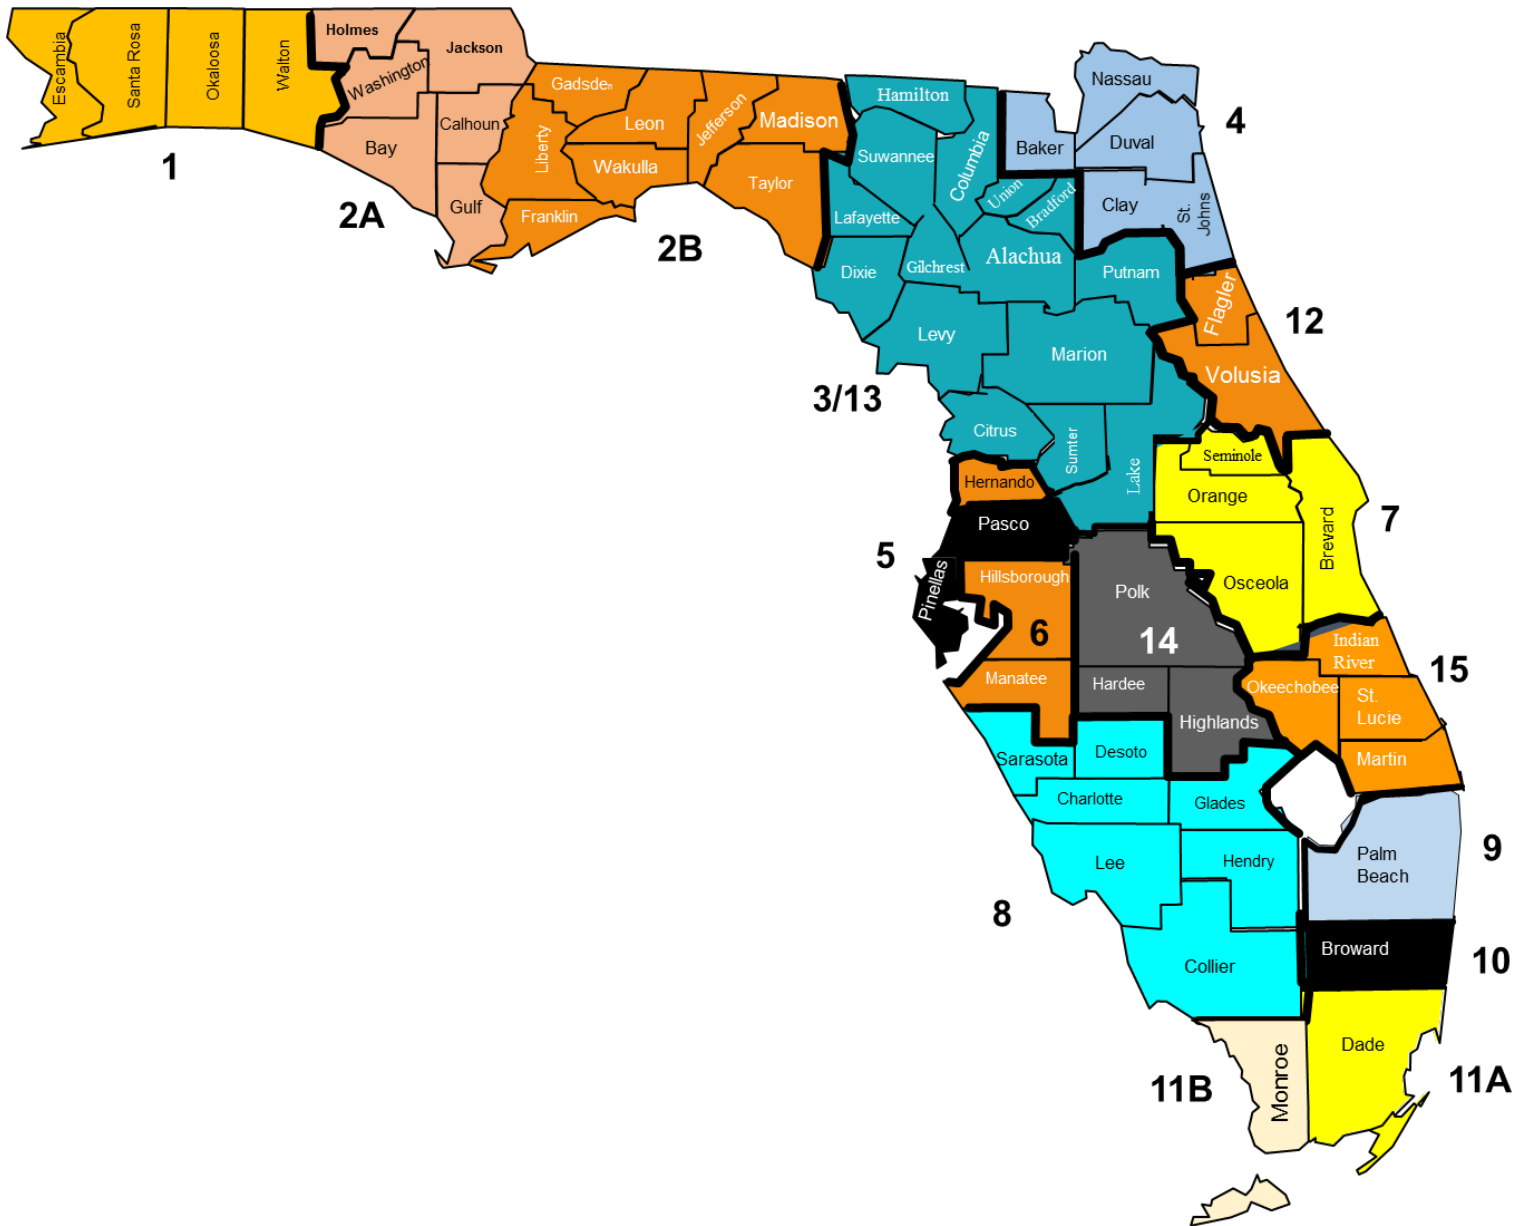 Escambia
Santa Rosa
Okaloosa
Walton
Holmes
Jackson
Washington
Bay
Calhoun
Gulf
1
2A
Gadsden
Leon
Jefferson
Madison
Liberty
Wakulla
Taylor
Franklin
2B
Hamilton
Suwannee
Columbia
Lafayette
Union
Bradford
Dixie
Gilchrest
Alachua
Putnam
Levy
Marion
Citrus
Sumter
Lake
3/13
Nassau
Baker
Duval
Clay
St.
Johns
4
Flagler
Volusia
12
Hernando
Pasco
Pinellas
5
Hillsborough
6
Manatee
Polk
14
Hardee
Highlands
Seminole
Orange
Osceola
Brevard
7
Indian
River
Okeechobee
St.
Lucie
Martin
15
Sarasota
Desoto
Charlotte
Glades
Lee
Hendry
Collier
8
Palm
Beach
9
Broward
10
Dade
11A
Monroe
11B